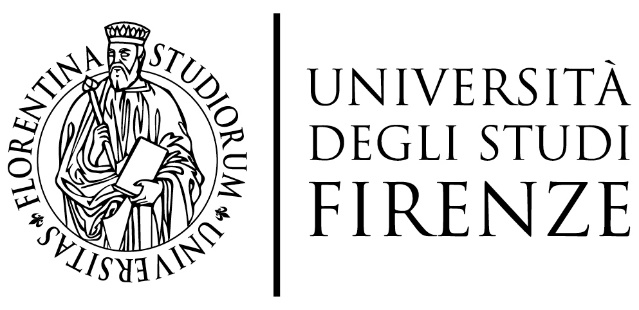 FLORENTINA STUDIORUM UNIVERSITAS
UNIVERSITÀ
DEGLI STUDI
FIRENZE